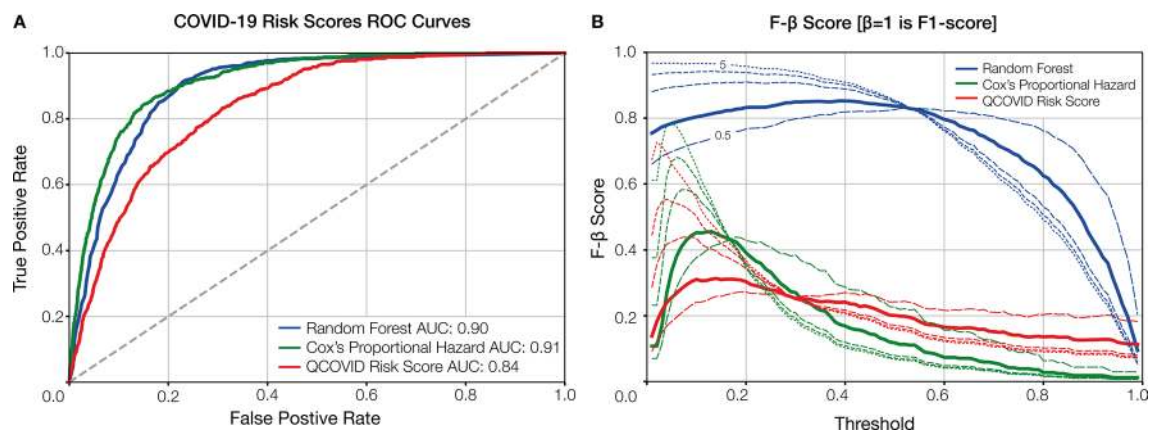 A
COVID-19 Risk Scores ROC Curves
1.0
0.8
0.6
0.4
0.2
0.0
0.0
0.2
0.4
0.6
0.8
1.0
True Positive Rate
False Postive Rate
Random Forest AUC: 0.90
Cox's Proportional Hazard AUC: 0.91
QCOVID Risk Score AUC: 0.84
B
F-β Score [β=1 is F1-score]
1.0
0.8
0.6
0.4
0.2
0.0
0.0
0.2
0.4
0.6
0.8
1.0
F-β Score
Threshold
5
0.5
Random Forest
Cox's Proportional Hazard
QCOVID Risk Score